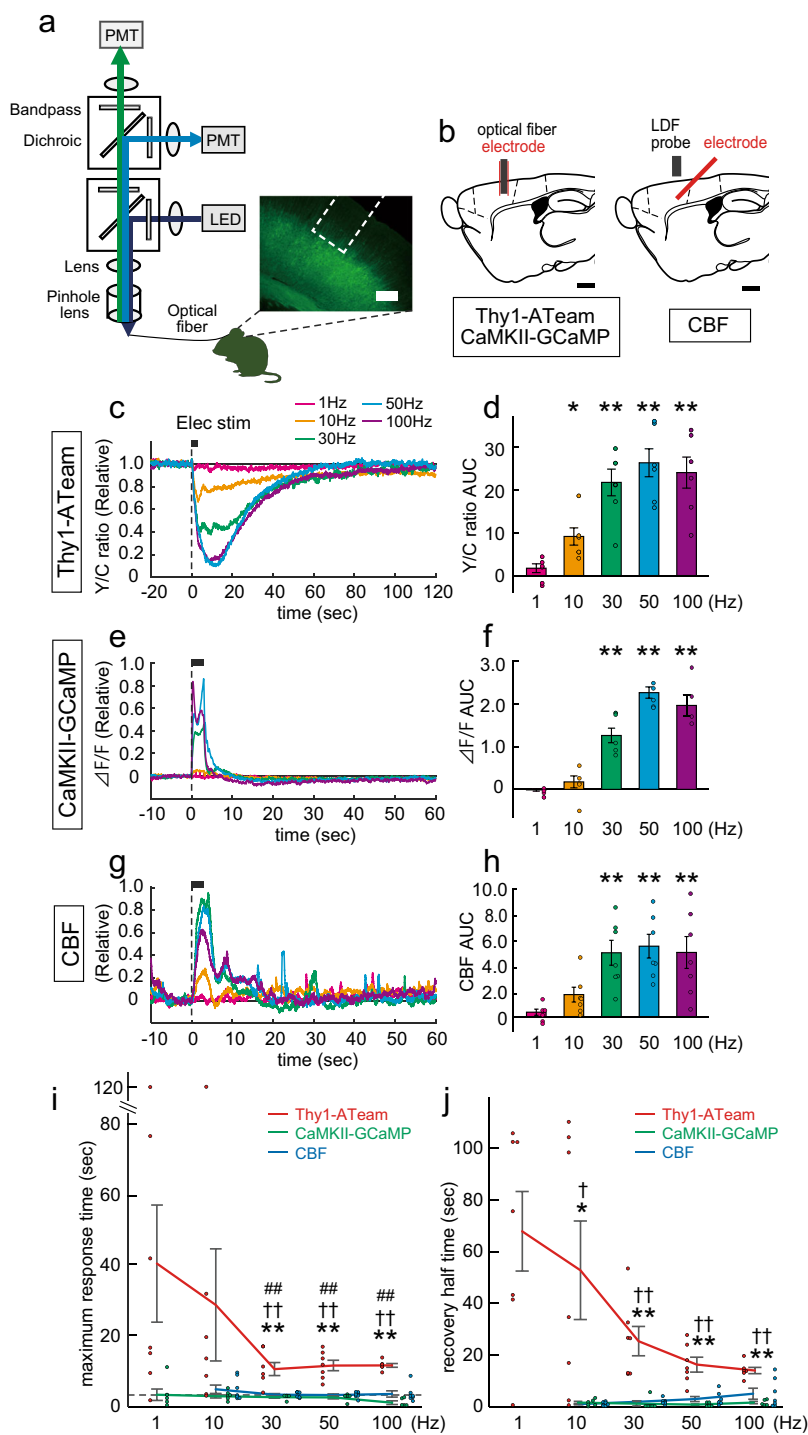 a
PMT
Bandpass
Dichroic
PMT
LED
Lens
Pinhole
lens
Optical
fiber
b
optical fiber
electrode
LDF
probe
electrode
Thy1-ATeam
CaMKII-GCaMP
CBF
Thy1-ATeam
c
Elec stim
1Hz
10Hz
30Hz
50Hz
100Hz
Y/C ratio (Relative)
1.0
0.8
0.6
0.4
0.2
0
-20 0 20 40 60 80 100 120
time (sec)
d
* ** ** **
Y/C ratio AUC
30
20
10
0
1 10 30 50 100 (Hz)
CaMKII-GCaMP
e
⊿F/F (Relative)
1.0
0.8
0.6
0.4
0.2
0
-10 0 10 20 30 40 50 60
time (sec)
f
** ** **
⊿F/F AUC
3.0
2.0
1.0
0
1 10 30 50 100 (Hz)
CBF
g
(Relative)
1.0
0.8
0.6
0.4
0.2
0
-10 0 10 20 30 40 50 60
time (sec)
h
** ** **
CBF AUC
10.0
8.0
6.0
4.0
2.0
0
1 10 30 50 100 (Hz)
i
Thy1-ATeam
CaMKII-GCaMP
CBF
maximum response time (sec)
120
80
60
40
20
0
## ## ##
†† †† ††
** ** **
1 10 30 50 100 (Hz)
j
Thy1-ATeam
CaMKII-GCaMP
CBF
recovery half time (sec)
100
80
60
40
20
0
† †† †† ††
* ** ** **
1 10 30 50 100 (Hz)